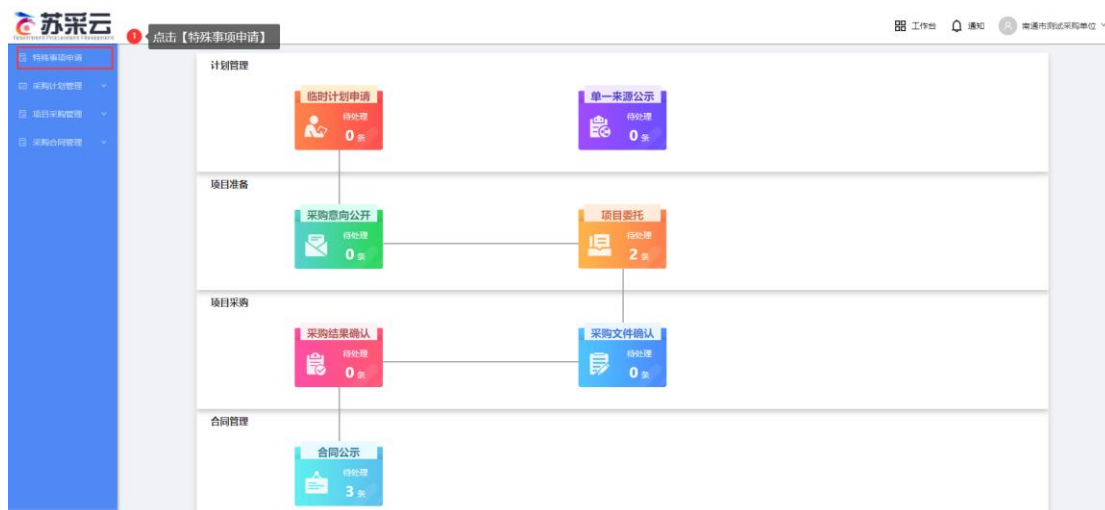 苏采云
1 点击【特殊事项申请】
工作台 通知 南通市测试采购单位
特殊事项申请
采购计划管理
项目采购管理
采购合同管理
计划管理
临时计划申请
待处理
0 条
单一来源公示
待处理
0 条
项目准备
采购意向公开
待处理
0 条
项目委托
待处理
2 条
项目采购
采购结果确认
待处理
0 条
采购文件确认
待处理
0 条
合同管理
合同公示
待处理
3 条